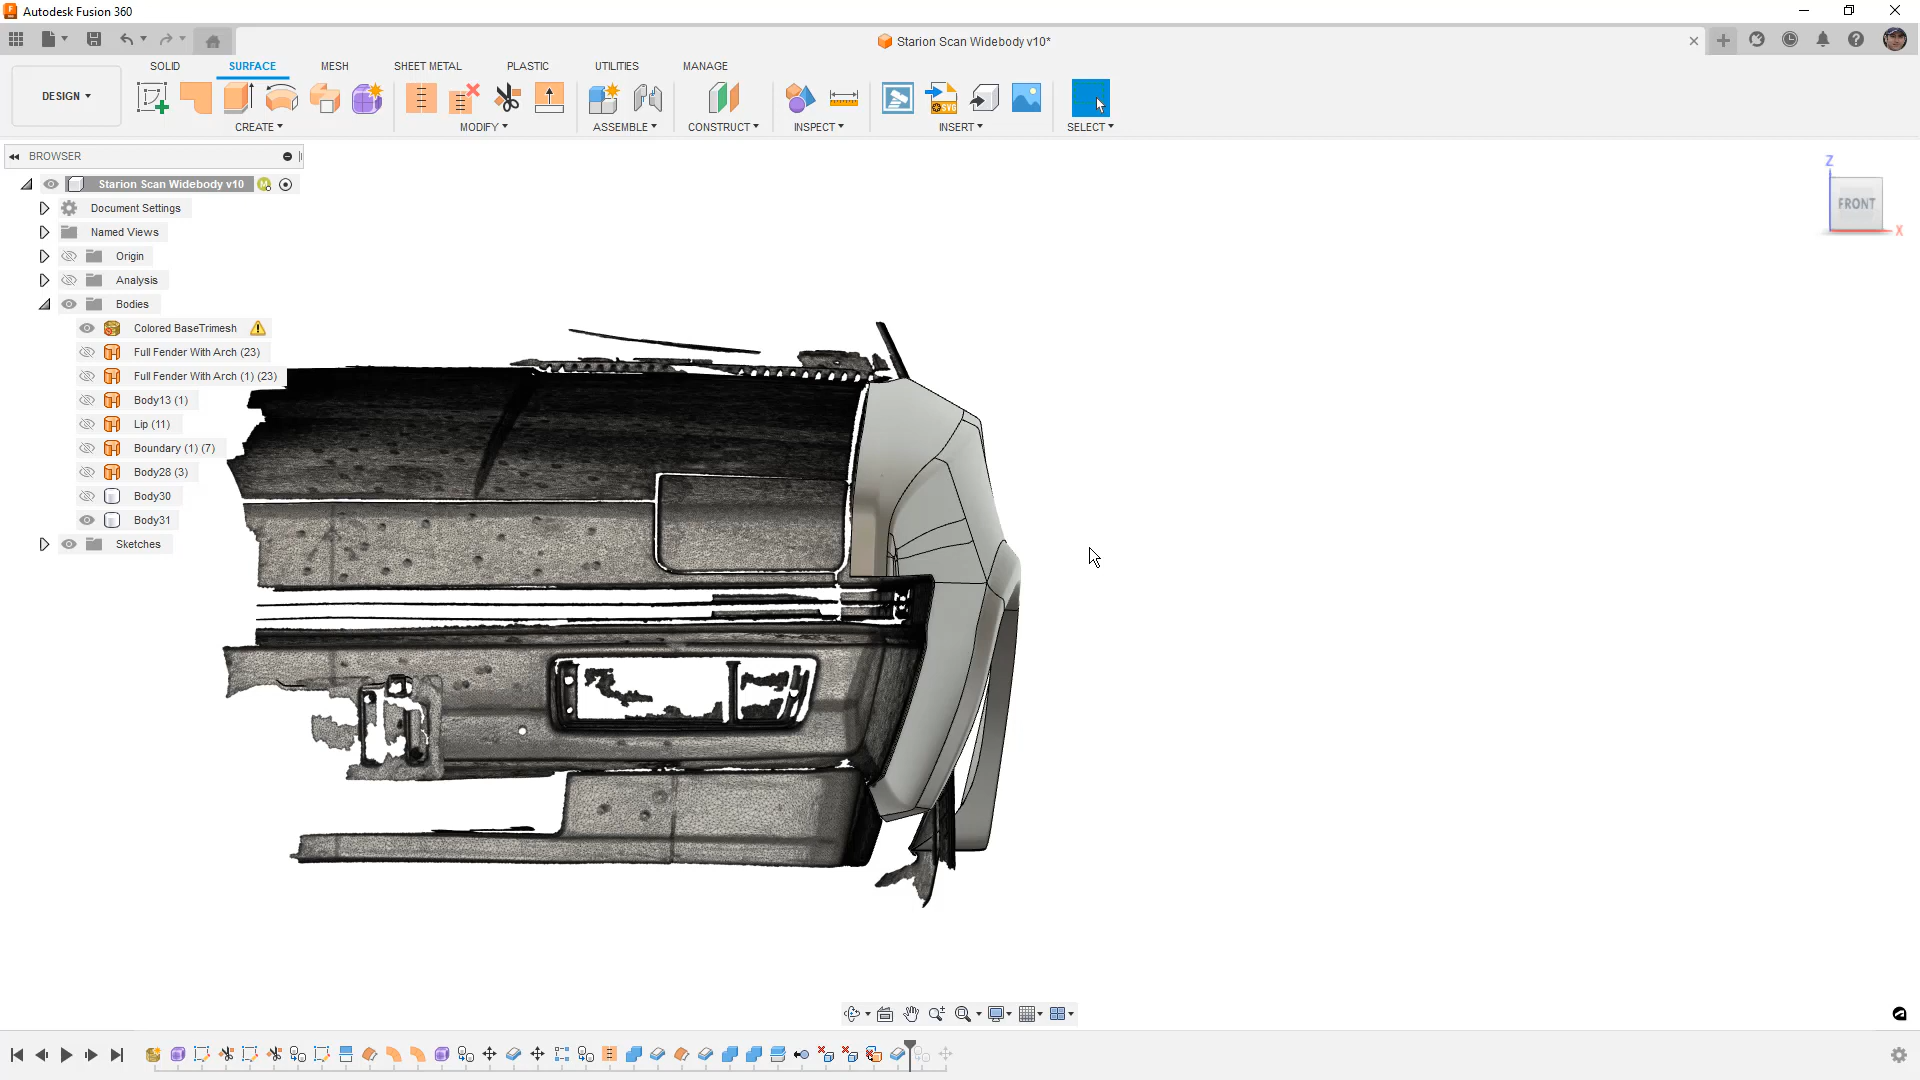 Autodesk Fusion 360
Starion Scan Widebody v10*
SOLID
SURFACE
MESH
SHEET METAL
PLASTIC
UTILITIES
MANAGE
DESIGN
CREATE
MODIFY
ASSEMBLE
CONSTRUCT
INSPECT
SVG
INSERT
SELECT
BROWSER
Starion Scan Widebody v10
M
Document Settings
Named Views
Origin
Analysis
Bodies
Colored BaseTrimesh
Full Fender With Arch (23)
Full Fender With Arch (1) (23)
Body13 (1)
Lip (11)
Boundary (1) (7)
Body28 (3)
Body30
Body31
Sketches
Z
FRONT
X